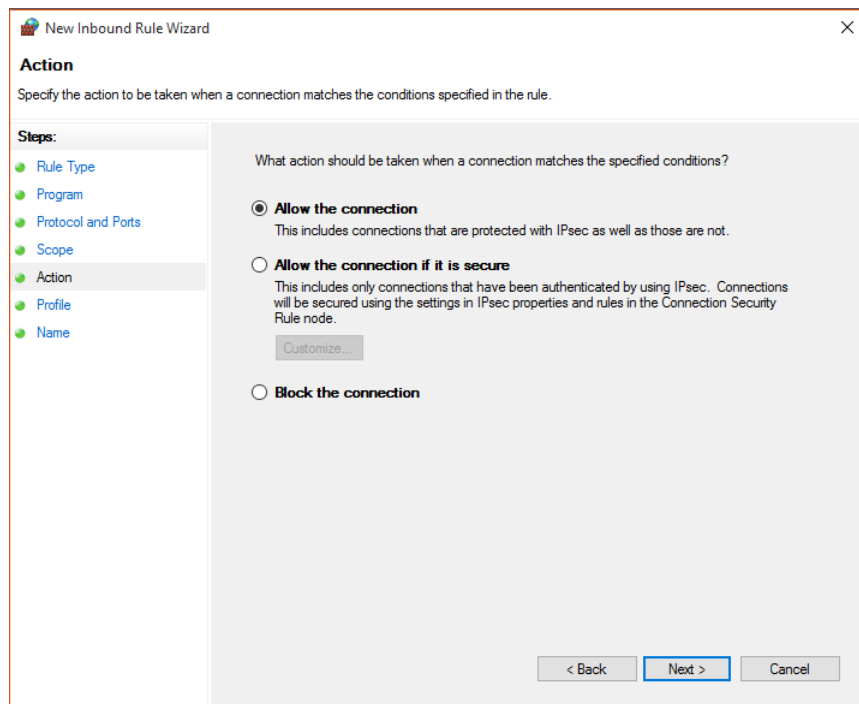 New Inbound Rule Wizard
Action
Specify the action to be taken when a connection matches the conditions specified in the rule.
Steps:
Rule Type
Program
Protocol and Ports
Scope
Action
Profile
Name
What action should be taken when a connection matches the specified conditions?
Allow the connection
This includes connections that are protected with IPsec as well as those are not.
Allow the connection if it is secure
This includes only connections that have been authenticated by using IPsec. Connections
will be secured using the settings in IPsec properties and rules in the Connection Security
Rule node.
Customize...
Block the connection
< Back
Next >
Cancel